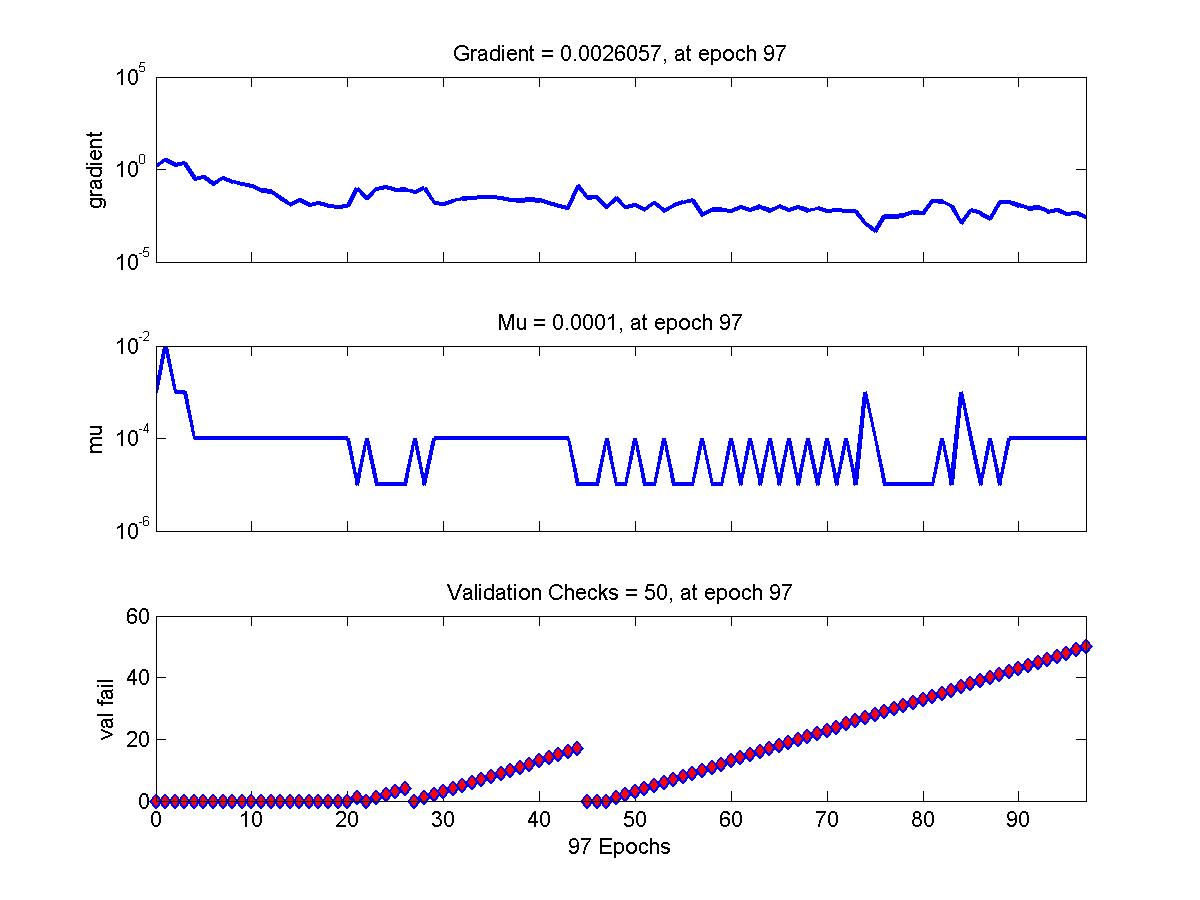 Gradient = 0.0026057, at epoch 97
10^5
10^0
10^-5
gradient
Mu = 0.0001, at epoch 97
10^-2
10^-4
10^-6
mu
Validation Checks = 50, at epoch 97
60
40
20
0
val fail
0 10 20 30 40 50 60 70 80 90
97 Epochs